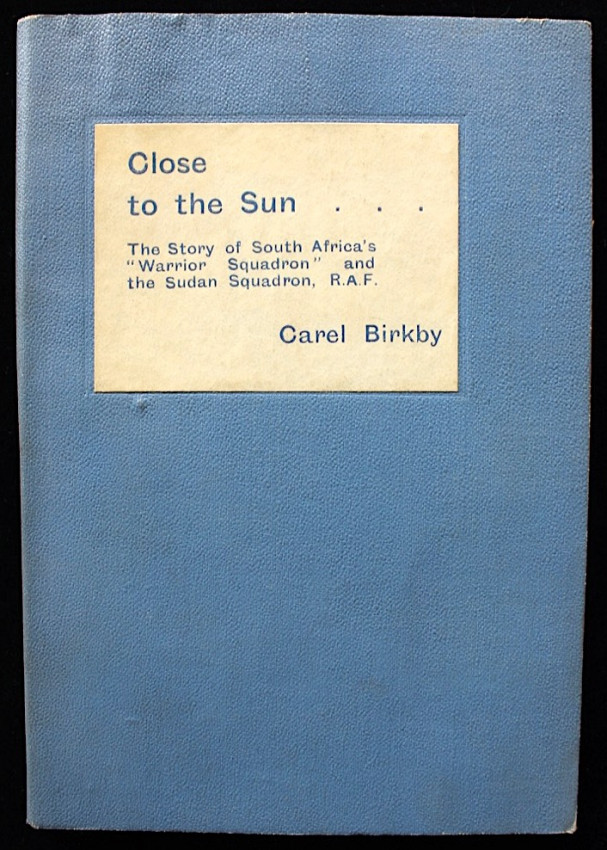 Close
to the Sun . . .
The Story of South Africa's
"Warrior Squadron" and
the Sudan Squadron, R.A.F.
Carel Birkby